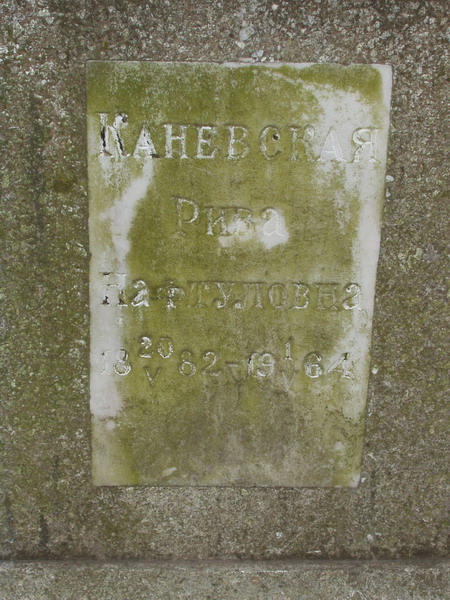 Каневская
Рива
Нафтуловна
18 20/V 82-19 1/V 64